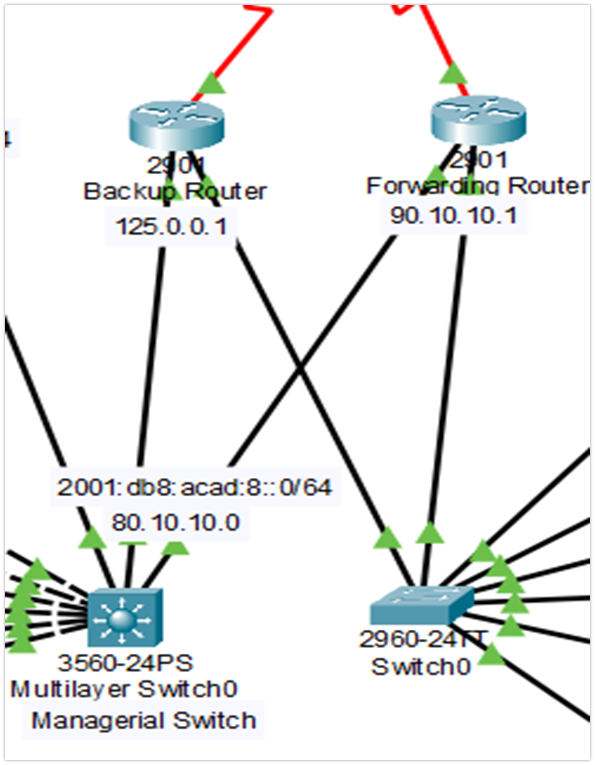 4
2901
Backup Router
125.0.0.1
2901
Forwarding Router
90.10.10.1
2001:db8:acad:8::0/64
80.10.10.0
3560-24PS
Multilayer Switch0
Managerial Switch
2960-24TT
Switch0